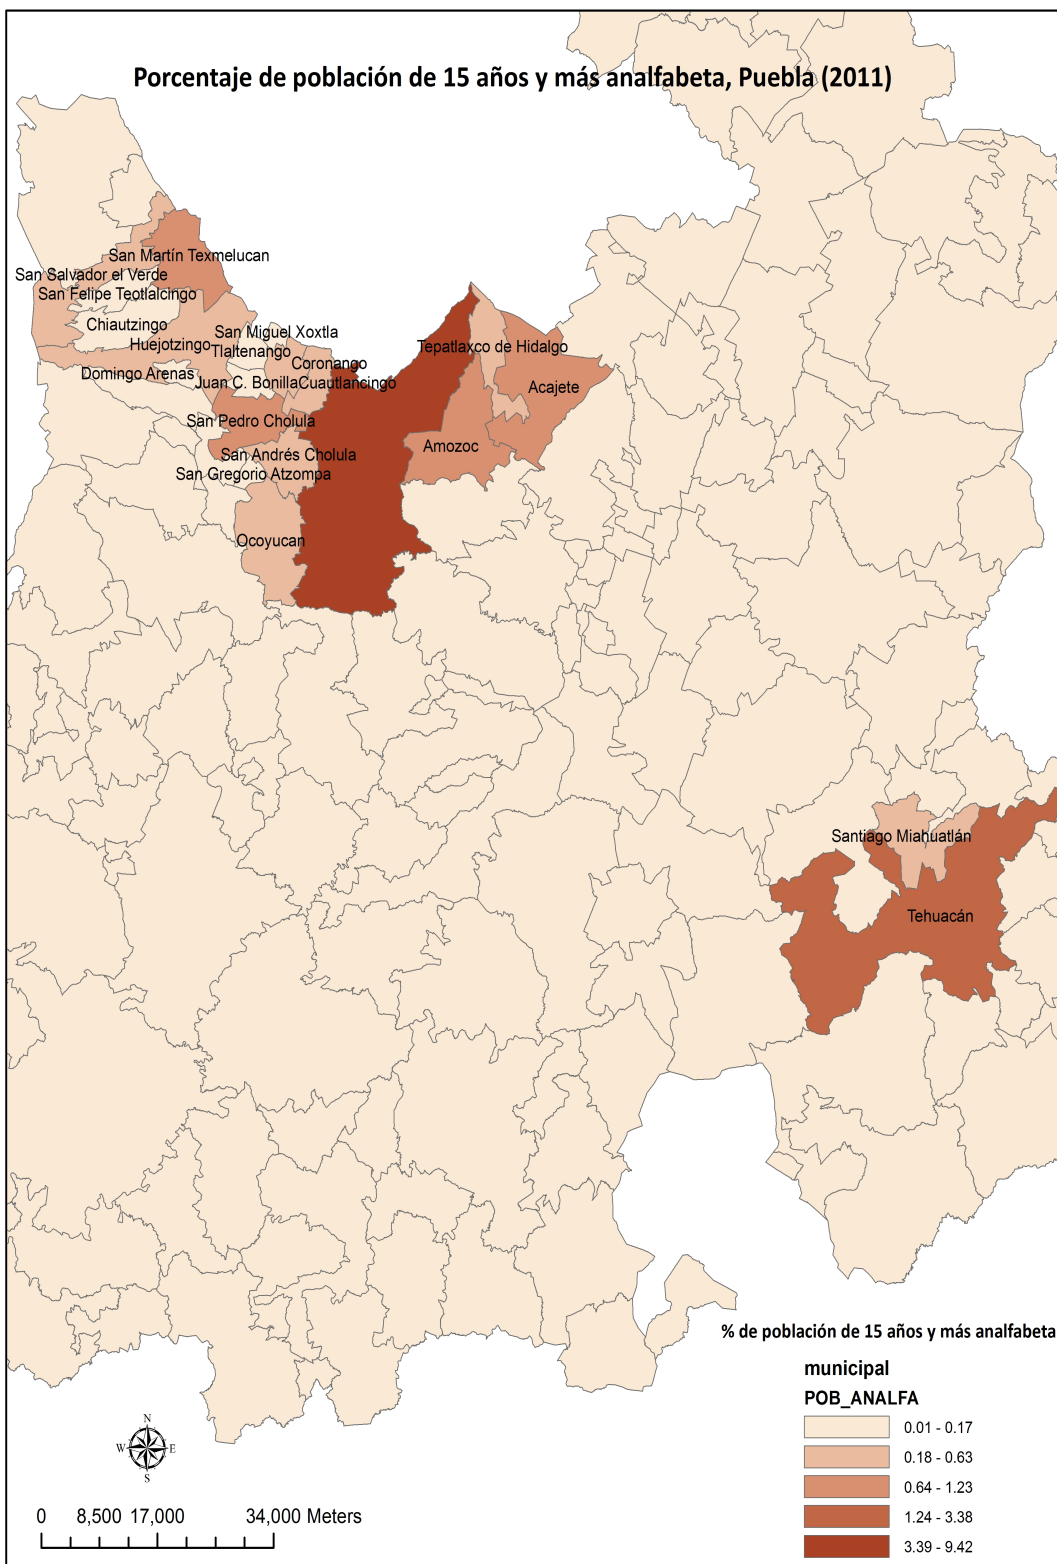 Porcentaje de población de 15 años y más analfabeta, Puebla (2011)
San Martín Texmelucan
San Salvador el Verde
San Felipe Teotlalcingo
Chiautzingo
San Miguel Xoxtla
Huejotzingo
Tlaltenango
Tepatlaxco de Hidalgo
Coronango
Domingo Arenas
Juan C. Bonilla
Cuautlancingo
Acajete
San Pedro Cholula
Amozoc
San Andrés Cholula
San Gregorio Atzompa
Ocoyucan
Santiago Miahuatlán
Tehuacán
% de población de 15 años y más analfabeta
municipal
POB_ANALFA
0.01 - 0.17
0.18 - 0.63
0.64 - 1.23
1.24 - 3.38
3.39 - 9.42
N
W E
S
0 8,500 17,000 34,000 Meters